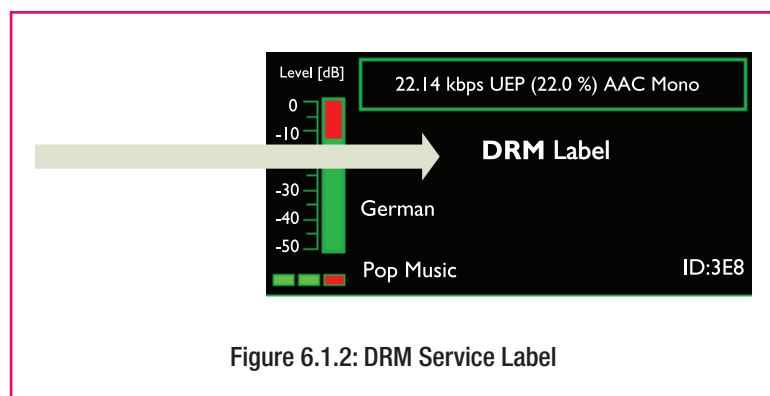 Level [dB]
22.14 kbps UEP (22.0 %) AAC Mono
0
-10
DRM Label
-30
German
-40
-50
Pop Music
ID:3E8
Figure 6.1.2: DRM Service Label